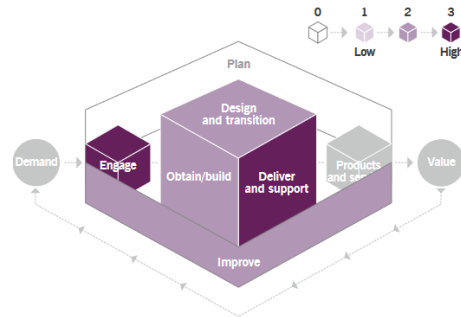 0 1 2 3
Low High
Plan
Design
and transition
Demand
Engage
Obtain/build
Deliver
and support
Products
and
Value
Improve